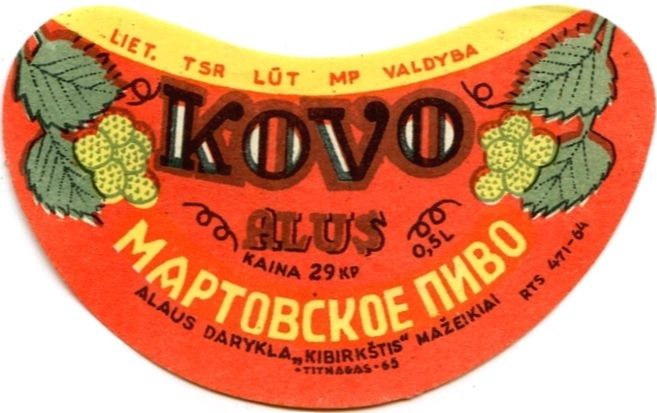 LIET. TSR LŪT MP VALDYBA
KOVO
ALUS
KAINA 29 KP
0,5L
МАРТОВСКОЕ ПИВО
ALAUS DARYKLA „KIBIRKŠTIS“ MAŽEIKIAI RTS 471-64
-TITNAGAS-65